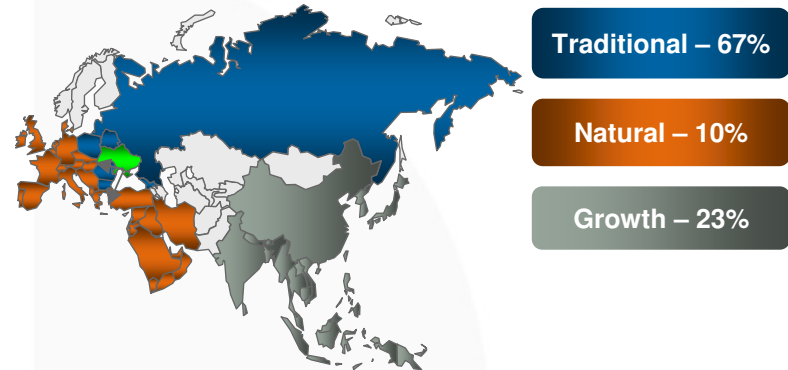 Traditional – 67%
Natural – 10%
Growth – 23%